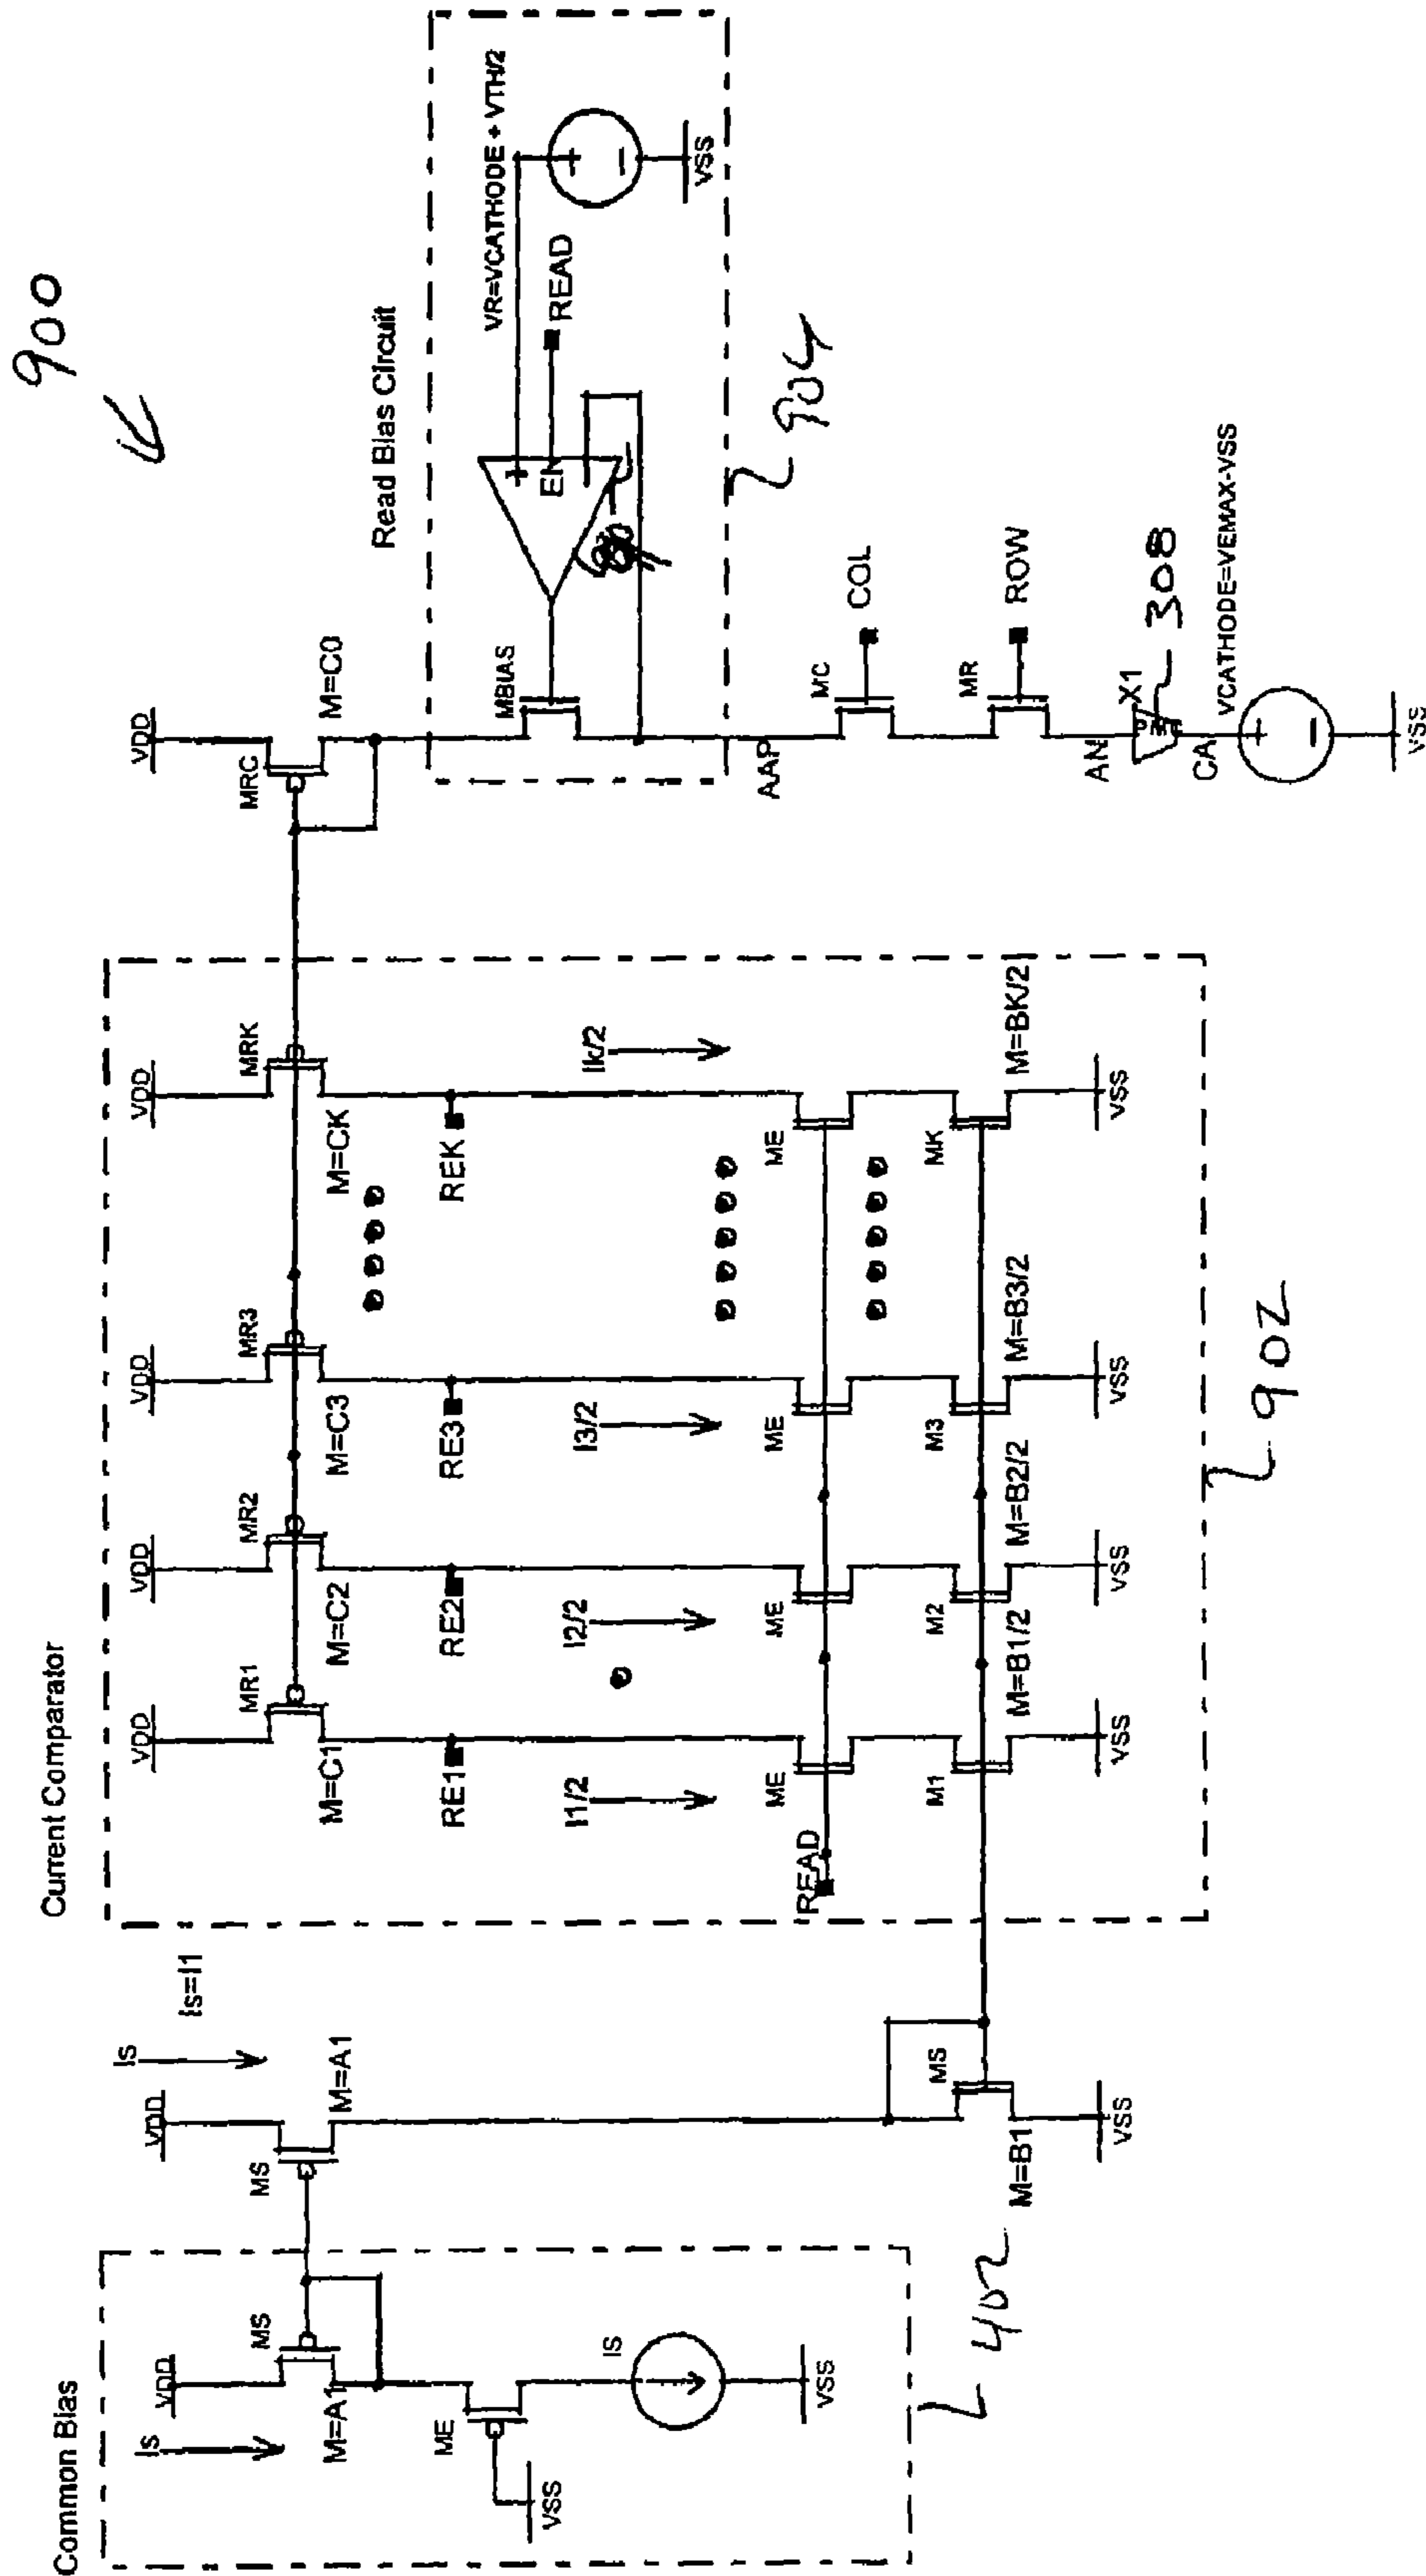 900
Common Bias
VDD
Is
MS
M=A1
ME
VSS
IS
VSS
402
VDD
Is
Is=I1
MS
M=A1
MS
M=B1
VSS
Current Comparator
VDD
VDD
VDD
VDD
MR1
MR2
MR3
MRK
M=C1
M=C2
M=C3
M=CK
RE1
RE2
RE3
REK
I1/2
I2/2
I3/2
Ik/2
READ
ME
ME
ME
ME
M1
M2
M3
MK
M=B1/2
M=B2/2
M=B3/2
M=BK/2
VSS
VSS
VSS
VSS
902
VDD
MRC
M=C0
Read Bias Circuit
VR=VCATHODE + VTH/2
+
EN
READ
+
−
VSS
MBIAS
904
AAP
MC
COL
MR
ROW
AN
X1
308
CA
VCATHODE=VEMAX-VSS
+
−
VSS